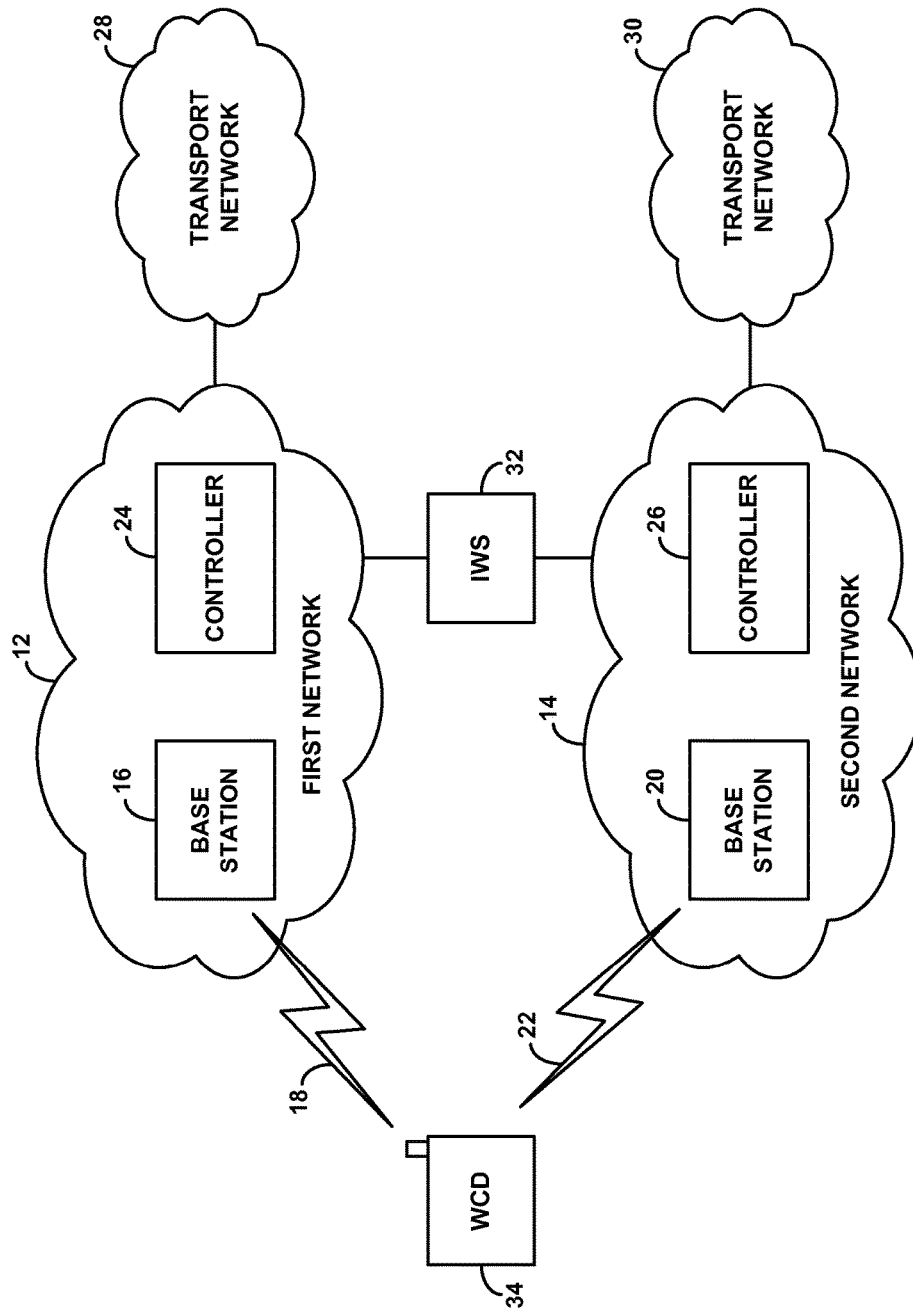 12
28
24
16
BASE
STATION
CONTROLLER
TRANSPORT
NETWORK
FIRST NETWORK
18
32
34
WCD
IWS
22
14
30
26
20
BASE
STATION
CONTROLLER
TRANSPORT
NETWORK
SECOND NETWORK